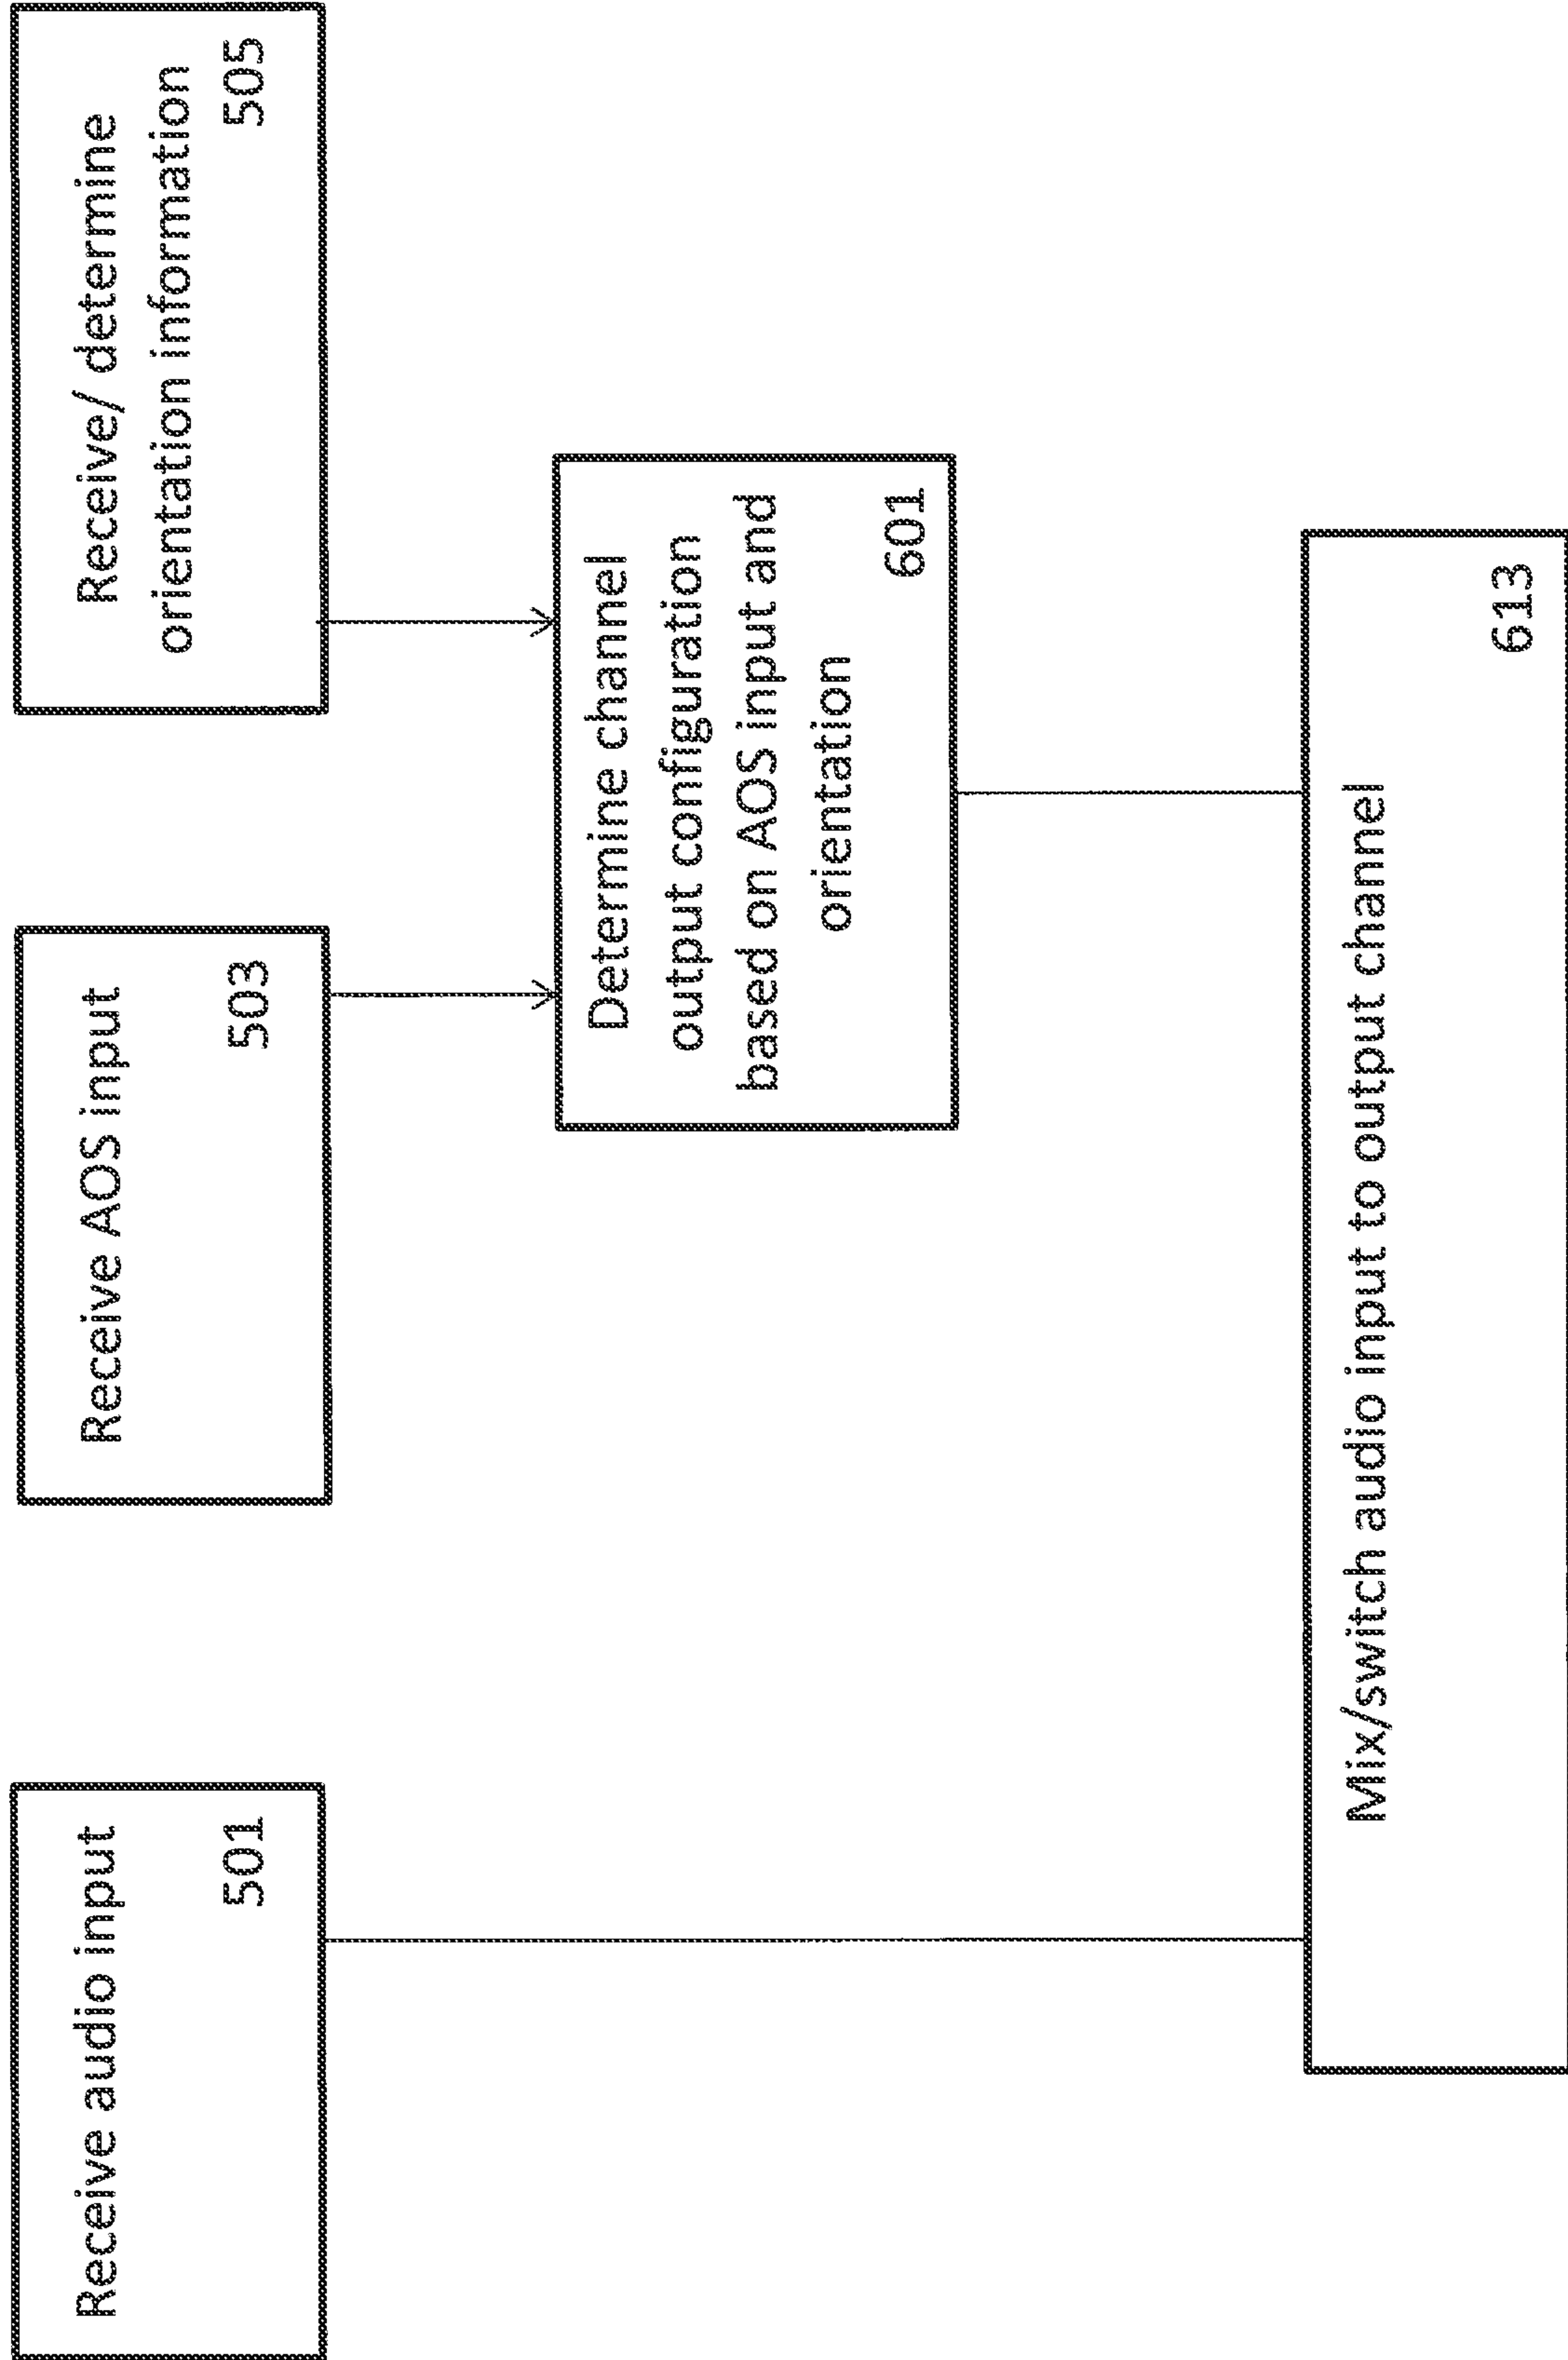 Receive audio input
501
Receive AOS input
503
Receive/ determine
orientation information
505
Determine channel
output configuration
based on AOS input and
orientation
601
Mix/switch audio input to output channel
613